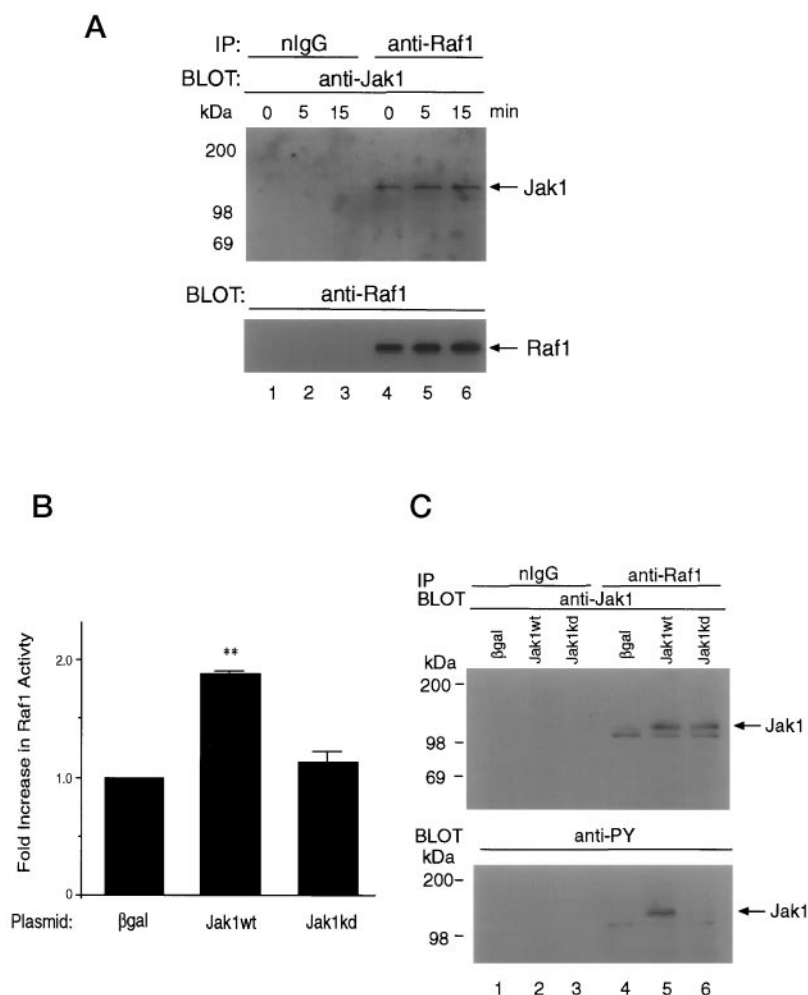 A
IP: nIgG anti-Raf1
BLOT: anti-Jak1
kDa 0 5 15 0 5 15 min
200
Jak1
98
69
BLOT: anti-Raf1
Raf1
1 2 3 4 5 6
B
Fold Increase in Raf1 Activty
2.0
**
1.0
0
Plasmid: βgal Jak1wt Jak1kd
C
IP nIgG anti-Raf1
BLOT anti-Jak1
βgal Jak1wt Jak1kd βgal Jak1wt Jak1kd
kDa
200
Jak1
98
69
BLOT anti-PY
kDa
200
Jak1
98
1 2 3 4 5 6